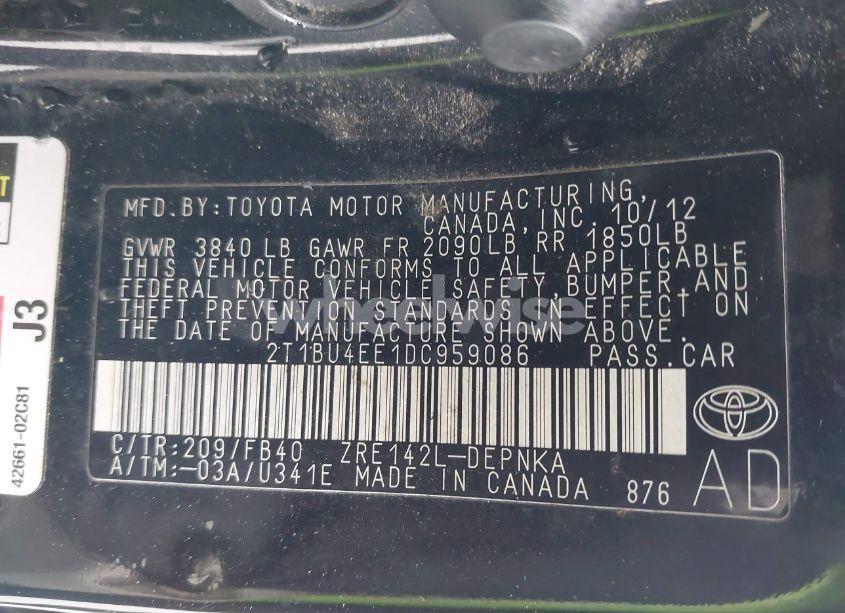 MFD.BY:TOYOTA MOTOR MANUFACTURING,
CANADA, INC. 10/12
GVWR 3840 LB GAWR FR 2090LB RR 1850LB
THIS VEHICLE CONFORMS TO ALL APPLICABLE
FEDERAL MOTOR VEHICLE SAFETY, BUMPER, AND
THEFT PREVENTION STANDARDS IN EFFECT ON
THE DATE OF MANUFACTURE SHOWN ABOVE.
2T1BU4EE1DC959086 PASS.CAR
C/TR:209/FB40 ZRE142L-DEPNKA
A/TM:-03A/U341E MADE IN CANADA 876
AD
J3
42661-02C81
wheelwise